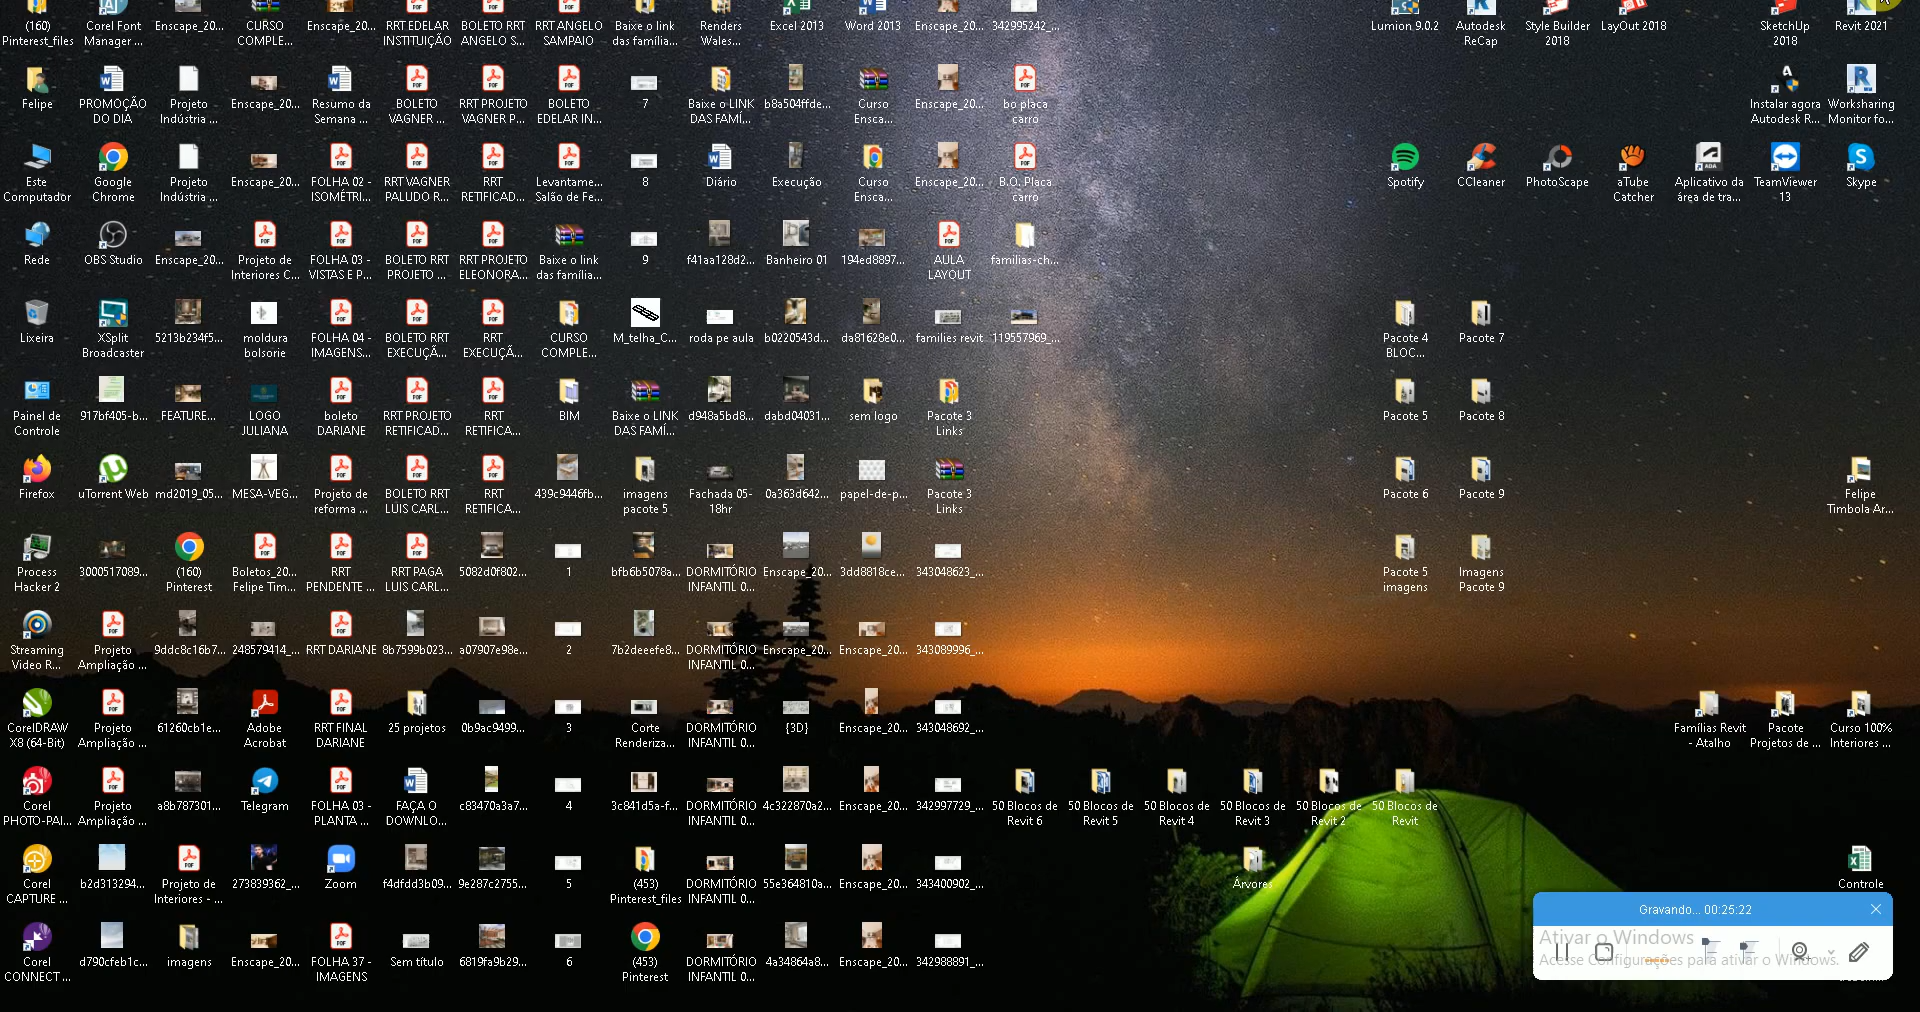 (160) Pinterest_files
Corel Font Manager ...
Enscape_20...
CURSO COMPLE...
Enscape_20...
RRT EDELAR INSTITUIÇÃO
BOLETO RRT ANGELO S...
RRT ANGELO SAMPAIO
Baixe o link das família...
Renders Wales...
Excel 2013
Word 2013
Enscape_20...
342995242_...
Lumion 9.0.2
Autodesk ReCap
Style Builder 2018
LayOut 2018
SketchUp 2018
Revit 2021
Felipe
PROMOÇÃO DO DIA
Projeto Indústria ...
Enscape_20...
Resumo da Semana ...
BOLETO VAGNER ...
RRT PROJETO VAGNER P...
BOLETO EDELAR IN...
7
Baixe o LINK DAS FAMÍ...
b8a504ffde...
Curso Ensca...
Enscape_20...
bo placa carro
Instalar agora Autodesk R...
Worksharing Monitor fo...
Este Computador
Google Chrome
Projeto Indústria ...
Enscape_20...
FOLHA 02 - ISOMÉTRI...
RRT VAGNER PALUDO R...
RRT RETIFICAD...
Levantame... Salão de Fe...
8
Diário
Execução
Curso Ensca...
Enscape_20...
B.O. Placa carro
Spotify
CCleaner
PhotoScape
aTube Catcher
Aplicativo da área de tra...
TeamViewer 13
Skype
Rede
OBS Studio
Enscape_20...
Projeto de Interiores C...
FOLHA 03 - VISTAS E P...
BOLETO RRT PROJETO ...
RRT PROJETO ELEONORA...
Baixe o link das família...
9
f41aa128d2...
Banheiro 01
194ed8897...
AULA LAYOUT
familias-ch...
Lixeira
XSplit Broadcaster
5213b234f5...
moldura bolsorie
FOLHA 04 - IMAGENS...
BOLETO RRT EXECUÇÃ...
RRT EXECUÇÃ...
CURSO COMPLE...
M_telha_C...
roda pe aula
b0220543d...
da81628e0...
families revit
119557969_...
Pacote 4 BLOC...
Pacote 7
Painel de Controle
917bf405-b...
_FEATURE...
LOGO JULIANA
boleto DARIANE
RRT PROJETO RETIFICAD...
RRT RETIFICA...
BIM
Baixe o LINK DAS FAMÍ...
d948a5bd8...
dabd04031...
sem logo
Pacote 3 Links
Pacote 5
Pacote 8
Firefox
uTorrent Web
md2019_05...
MESA-VEG...
Projeto de reforma ...
BOLETO RRT LUIS CARL...
RRT RETIFICA...
439c9446fb...
imagens pacote 5
Fachada 05-18hr
0a363d642...
papel-de-p...
Pacote 3 Links
Pacote 6
Pacote 9
Felipe Timbola Ar...
Process Hacker 2
3000517089...
(160) Pinterest
Boletos_20... Felipe Tim...
RRT PENDENTE ...
RRT PAGA LUIS CARL...
5082d0f802...
1
bfb6b5078a...
DORMITÓRIO INFANTIL 0...
Enscape_20...
3dd8818ce...
343048623_...
Pacote 5 imagens
Imagens Pacote 9
Streaming Video R...
Projeto Ampliação ...
9ddc8c16b7...
248579414_...
RRT DARIANE
8b7599b023...
a07907e98e...
2
7b2deeefe8...
DORMITÓRIO INFANTIL 0...
Enscape_20...
Enscape_20...
343089996_...
CorelDRAW X8 (64-Bit)
Projeto Ampliação ...
61260cb1e...
Adobe Acrobat
RRT FINAL DARIANE
25 projetos
0b9ac9499...
3
Corte Renderiza...
DORMITÓRIO INFANTIL 0...
{3D}
Enscape_20...
343048692_...
Famílias Revit - Atalho
Pacote Projetos de ...
Curso 100% Interiores ...
Corel PHOTO-PAI...
Projeto Ampliação ...
a8b787301...
Telegram
FOLHA 03 - PLANTA ...
FAÇA O DOWNLO...
c83470a3a7...
4
3c841d5a-f...
DORMITÓRIO INFANTIL 0...
4c322870a2...
Enscape_20...
342997729_...
50 Blocos de Revit 6
50 Blocos de Revit 5
50 Blocos de Revit 4
50 Blocos de Revit 3
50 Blocos de Revit 2
50 Blocos de Revit
Corel CAPTURE ...
b2d313294...
Projeto de Interiores - ...
273839362_...
Zoom
f4dfdd3b09...
9e287c2755...
5
(453) Pinterest_files
DORMITÓRIO INFANTIL 0...
55e364810a...
Enscape_20...
343400902_...
Árvores
Controle
Corel CONNECT ...
d790cfeb1c...
imagens
Enscape_20...
FOLHA 37 - IMAGENS
Sem título
6819fa9b29...
6
(453) Pinterest
DORMITÓRIO INFANTIL 0...
4a34864a8...
Enscape_20...
342988891_...
Gravando... 00:25:22
Ativar o Windows
Acesse Configurações para ativar o Windows.